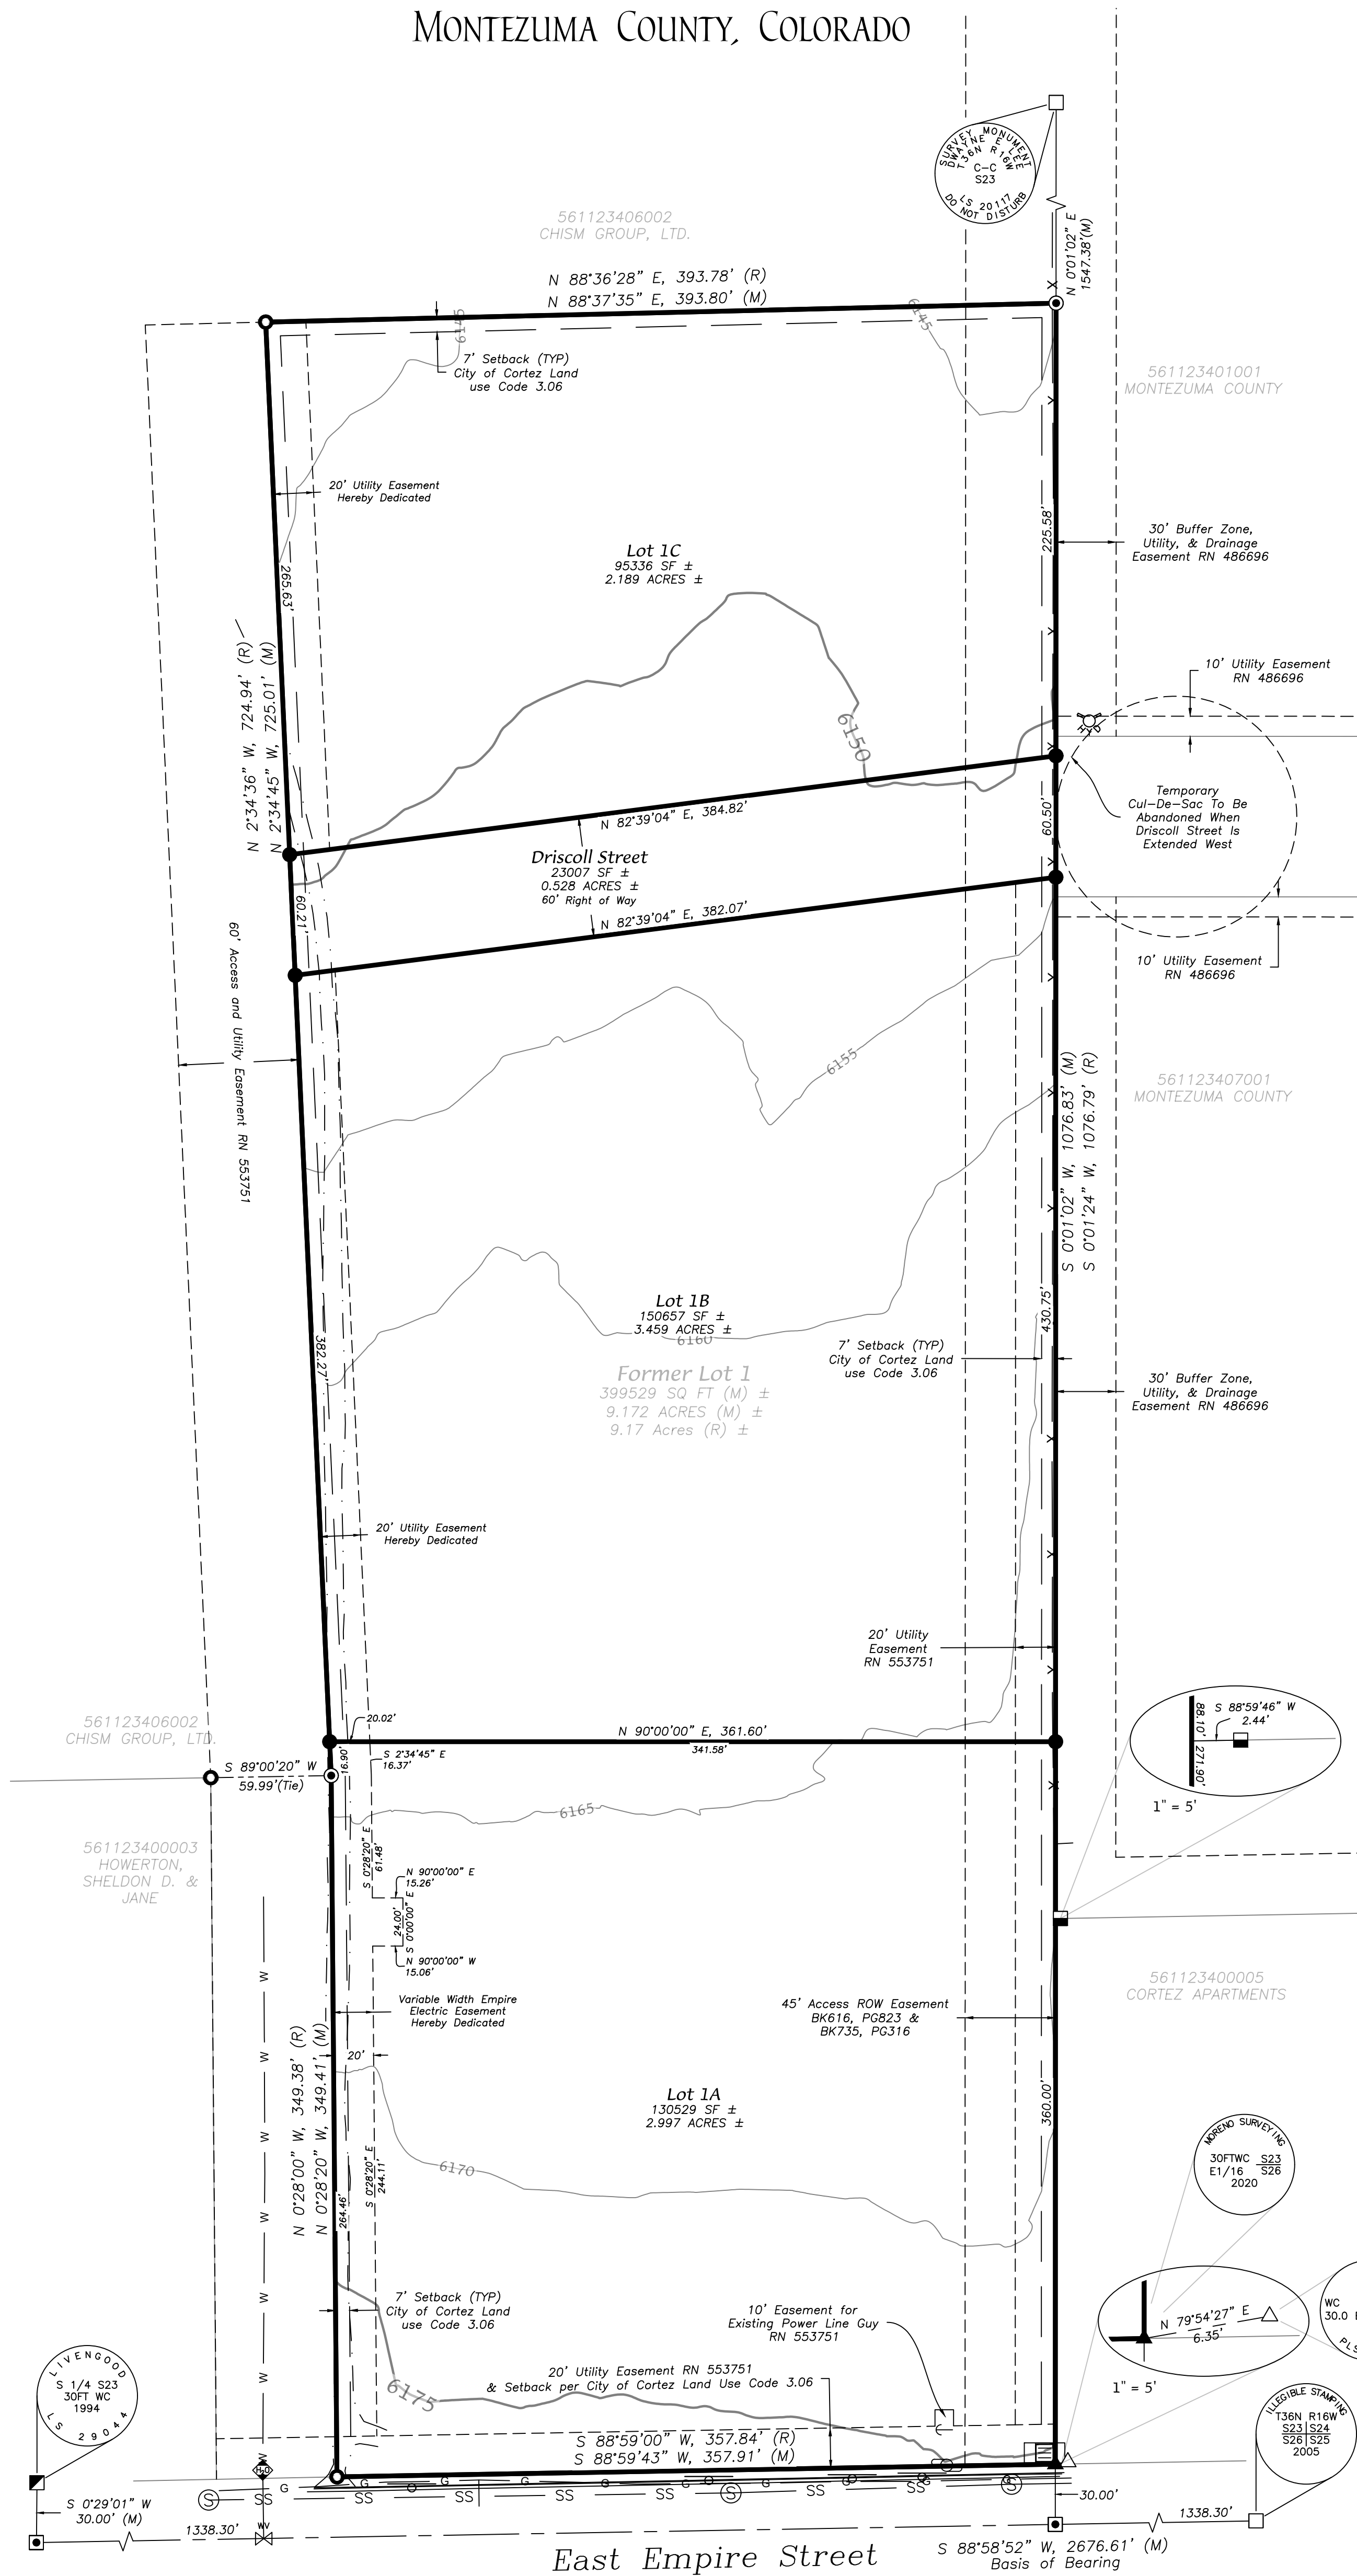 MONTEZUMA COUNTY, COLORADO
SURVEY MONUMENT
DWAYNE E LEE
T36N R16W
C-C
S23
LS 20117
DO NOT DISTURB
561123406002
CHISM GROUP, LTD.
N 0°01'02" E
1547.38'(M)
N 88°36'28" E, 393.78' (R)
N 88°37'35" E, 393.80' (M)
6145
6145
7' Setback (TYP)
City of Cortez Land
use Code 3.06
561123401001
MONTEZUMA COUNTY
20' Utility Easement
Hereby Dedicated
225.58'
30' Buffer Zone,
Utility, & Drainage
Easement RN 486696
Lot 1C
95336 SF ±
2.189 ACRES ±
265.63'
N 2°34'36" W, 724.94' (R)
N 2°34'45" W, 725.01' (M)
10' Utility Easement
RN 486696
HYD
6150
N 82°39'04" E, 384.82'
60.50'
Temporary
Cul-De-Sac To Be
Abandoned When
Driscoll Street Is
Extended West
Driscoll Street
23007 SF ±
0.528 ACRES ±
60' Right of Way
N 82°39'04" E, 382.07'
60.21'
10' Utility Easement
RN 486696
60' Access and Utility Easement RN 553751
6155
S 0°01'02" W, 1076.83' (M)
S 0°01'24" W, 1076.79' (R)
561123407001
MONTEZUMA COUNTY
Lot 1B
150657 SF ±
3.459 ACRES ±
6160
430.75'
382.27'
7' Setback (TYP)
City of Cortez Land
use Code 3.06
Former Lot 1
399529 SQ FT (M) ±
9.172 ACRES (M) ±
9.17 Acres (R) ±
30' Buffer Zone,
Utility, & Drainage
Easement RN 486696
20' Utility Easement
Hereby Dedicated
20' Utility
Easement
RN 553751
561123406002
CHISM GROUP, LTD.
20.02'
N 90°00'00" E, 361.60'
341.58'
S 88°59'46" W
2.44'
88.10'
271.90'
1" = 5'
16.90'
S 2°34'45" E
16.37'
S 89°00'20" W
59.99'(Tie)
6165
561123400003
HOWERTON,
SHELDON D. &
JANE
S 0°28'20" E
61.48'
N 90°00'00" E
15.26'
24.00'
S 0°00'00" E
N 90°00'00" W
15.06'
561123400005
CORTEZ APARTMENTS
Variable Width Empire
Electric Easement
Hereby Dedicated
45' Access ROW Easement
BK616, PG823 &
BK735, PG316
20'
N 0°28'00" W, 349.38' (R)
N 0°28'20" W, 349.41' (M)
Lot 1A
130529 SF ±
2.997 ACRES ±
360.00'
S 0°28'20" E
244.11'
264.46'
6170
MORENO SURVEYING
30FTWC S23
E1/16 S26
2020
7' Setback (TYP)
City of Cortez Land
use Code 3.06
10' Easement for
Existing Power Line Guy
RN 553751
N 79°54'27" E
6.35'
1" = 5'
WC
30.0
20' Utility Easement RN 553751
& Setback per City of Cortez Land Use Code 3.06
6175
LIVENGOOD
S 1/4 S23
30FT WC
1994
LS 29044
ILLEGIBLE STAMPING
T36N R16W
S23 S24
S26 S25
2005
S 88°59'00" W, 357.84' (R)
S 88°59'43" W, 357.91' (M)
W W W W W W W
H2O
G G G G G G G
S SS SS SS SS SS S SS SS S
S 0°29'01" W
30.00' (M)
30.00'
1338.30'
WV
1338.30'
East Empire Street
S 88°58'52" W, 2676.61' (M)
Basis of Bearing